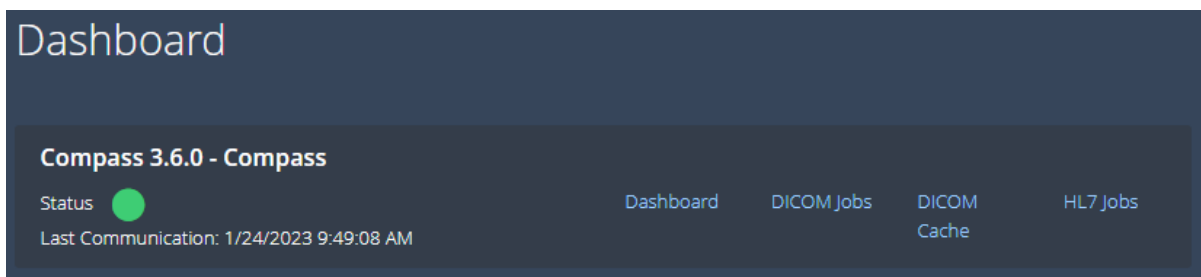 Dashboard
Compass 3.6.0 - Compass
Status
Dashboard
DICOM Jobs
DICOM
Cache
HL7 Jobs
Last Communication: 1/24/2023 9:49:08 AM